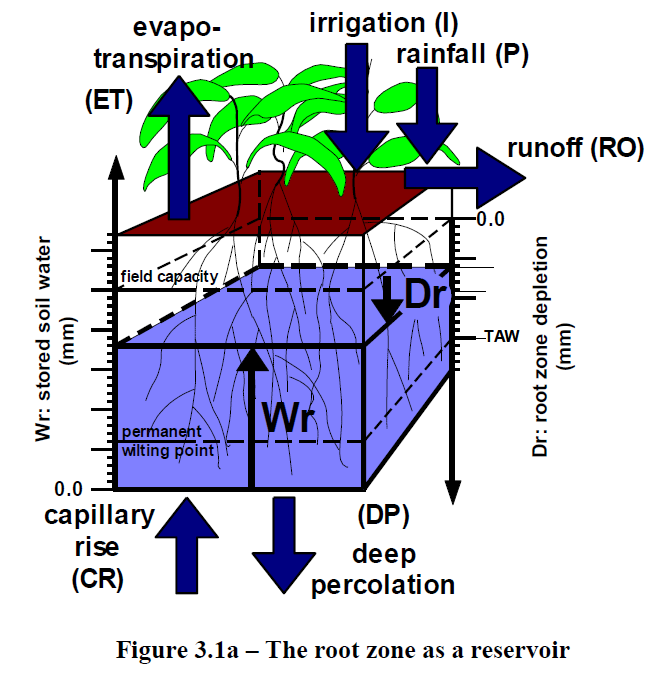 evapo-
transpiration
(ET)
irrigation (I)
rainfall (P)
runoff (RO)
0.0
field capacity
Dr
TAW
Wr: stored soil water
(mm)
Dr: root zone depletion
(mm)
Wr
permanent
wilting point
0.0
capillary
rise
(CR)
(DP)
deep
percolation
Figure 3.1a – The root zone as a reservoir